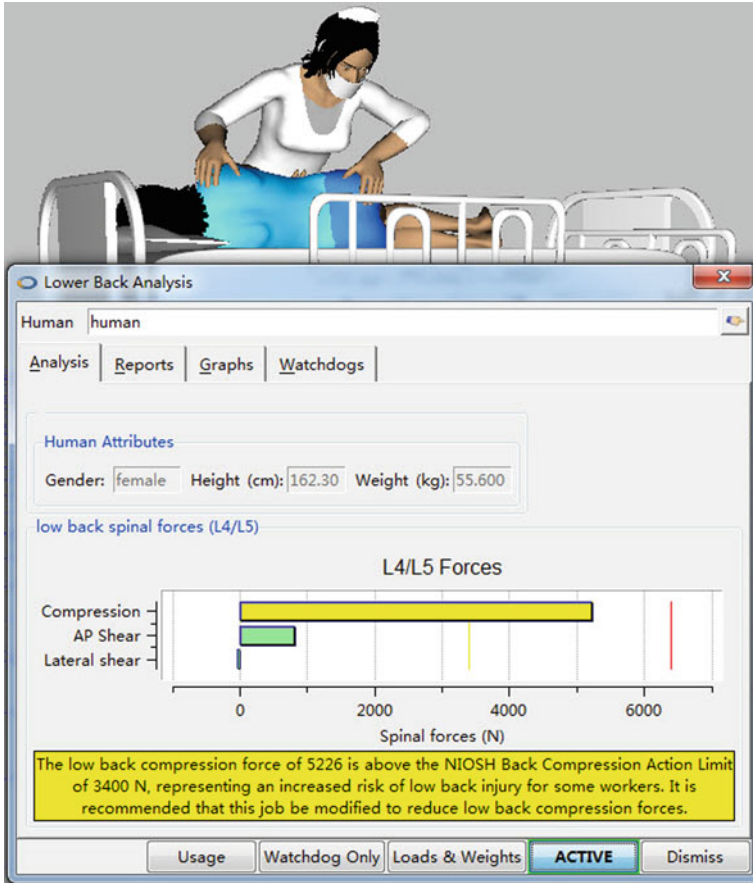 Lower Back Analysis
Human human
Analysis Reports Graphs Watchdogs
Human Attributes
Gender: female Height (cm): 162.30 Weight (kg): 55.600
low back spinal forces (L4/L5)
L4/L5 Forces
Compression
AP Shear
Lateral shear
0 2000 4000 6000
Spinal forces (N)
The low back compression force of 5226 is above the NIOSH Back Compression Action Limit
of 3400 N, representing an increased risk of low back injury for some workers. It is
recommended that this job be modified to reduce low back compression forces.
Usage Watchdog Only Loads & Weights ACTIVE Dismiss